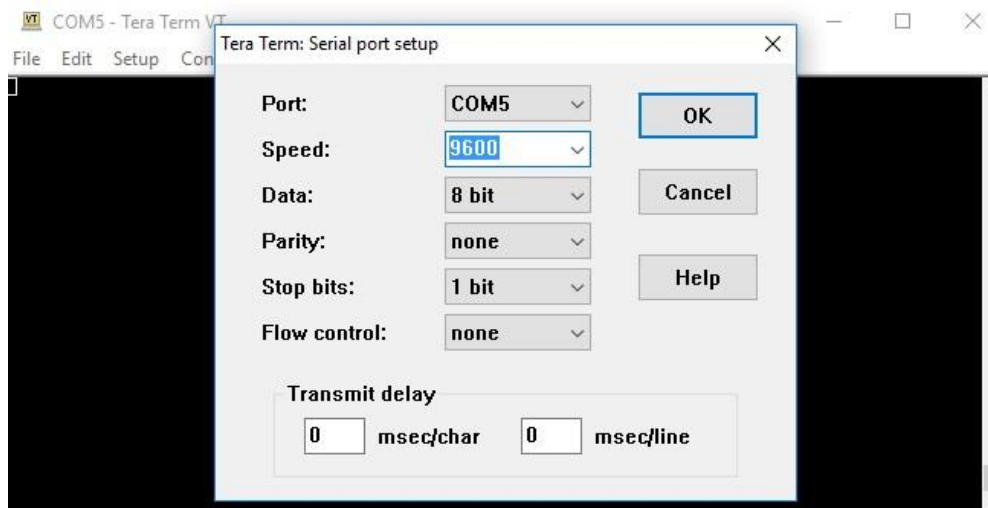 VT COM5 - Tera Term VT
File Edit Setup Con
Tera Term: Serial port setup
Port: COM5
OK
Speed: 9600
Data: 8 bit
Cancel
Parity: none
Stop bits: 1 bit
Help
Flow control: none
Transmit delay
0 msec/char 0 msec/line